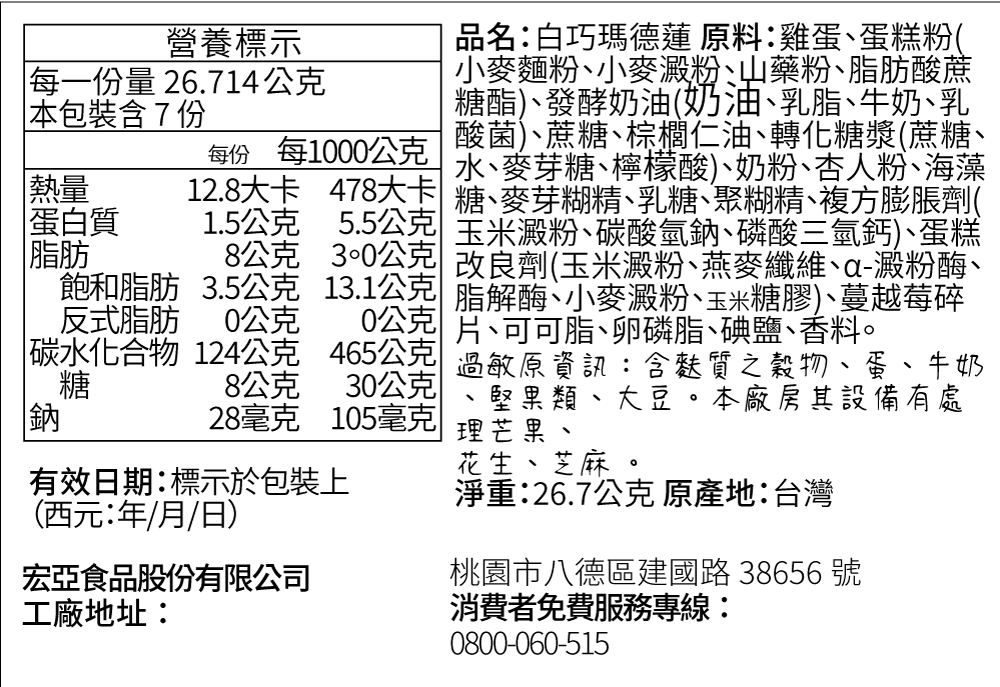 營養標示
每一份量 26.714公克
本包裝含 7 份
每份 每1000公克
熱量 12.8大卡 478大卡
蛋白質 1.5公克 5.5公克
脂肪 8公克 3∘0公克
飽和脂肪 3.5公克 13.1公克
反式脂肪 0公克 0公克
碳水化合物 124公克 465公克
糖 8公克 30公克
鈉 28毫克 105毫克
有效日期:標示於包裝上
(西元:年/月/日)
宏亞食品股份有限公司
工廠地址：
品名:白巧瑪德蓮 原料:雞蛋、蛋糕粉(
小麥麵粉、小麥澱粉、山藥粉、脂肪酸蔗
糖酯)、發酵奶油(奶油、乳脂、牛奶、乳
酸菌)、蔗糖、棕櫚仁油、轉化糖漿(蔗糖、
水、麥芽糖、檸檬酸)、奶粉、杏人粉、海藻
糖、麥芽糊精、乳糖、聚糊精、複方膨脹劑(
玉米澱粉、碳酸氫鈉、磷酸三氫鈣)、蛋糕
改良劑(玉米澱粉、燕麥纖維、α-澱粉酶、
脂解酶、小麥澱粉、玉米糖膠)、蔓越莓碎
片、可可脂、卵磷脂、碘鹽、香料。
過敏原資訊：含麩質之穀物、蛋、牛奶
、堅果類、大豆。本廠房其設備有處
理芒果、
花生、芝麻 。
淨重:26.7公克 原產地:台灣
桃園市八德區建國路 38656 號
消費者免費服務專線：
0800-060-515